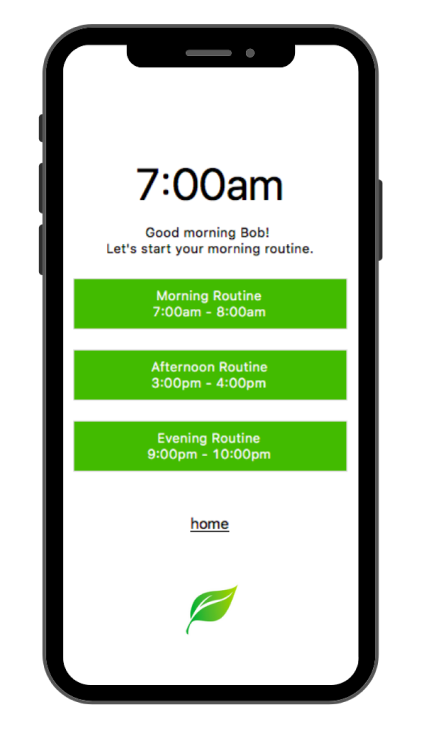 7:00am
Good morning Bob!
Let's start your morning routine.
Morning Routine
7:00am - 8:00am
Afternoon Routine
3:00pm - 4:00pm
Evening Routine
9:00pm - 10:00pm
home